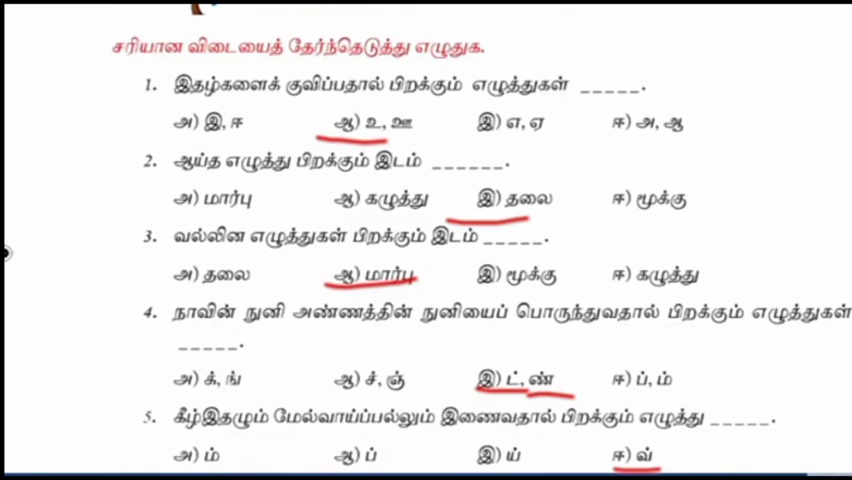 சரியான விடையைத் தேர்ந்தெடுத்து எழுதுக.
1. இதழ்களைக் குவிப்பதால் பிறக்கும் எழுத்துகள் _____.
அ) இ, ஈ ஆ) உ, ஊ இ) எ, ஏ ஈ) அ, ஆ
2. ஆய்த எழுத்து பிறக்கும் இடம் ______.
அ) மார்பு ஆ) கழுத்து இ) தலை ஈ) மூக்கு
3. வல்லின எழுத்துகள் பிறக்கும் இடம் _____.
அ) தலை ஆ) மார்பு இ) மூக்கு ஈ) கழுத்து
4. நாவின் நுனி அண்ணத்தின் நுனியைப் பொருந்துவதால் பிறக்கும் எழுத்துகள்
_____.
அ) க், ங் ஆ) ச், ஞ் இ) ட், ண் ஈ) ப், ம்
5. கீழ்இதழும் மேல்வாய்ப்பல்லும் இணைவதால் பிறக்கும் எழுத்து _____.
அ) ம் ஆ) ப் இ) ய் ஈ) வ்